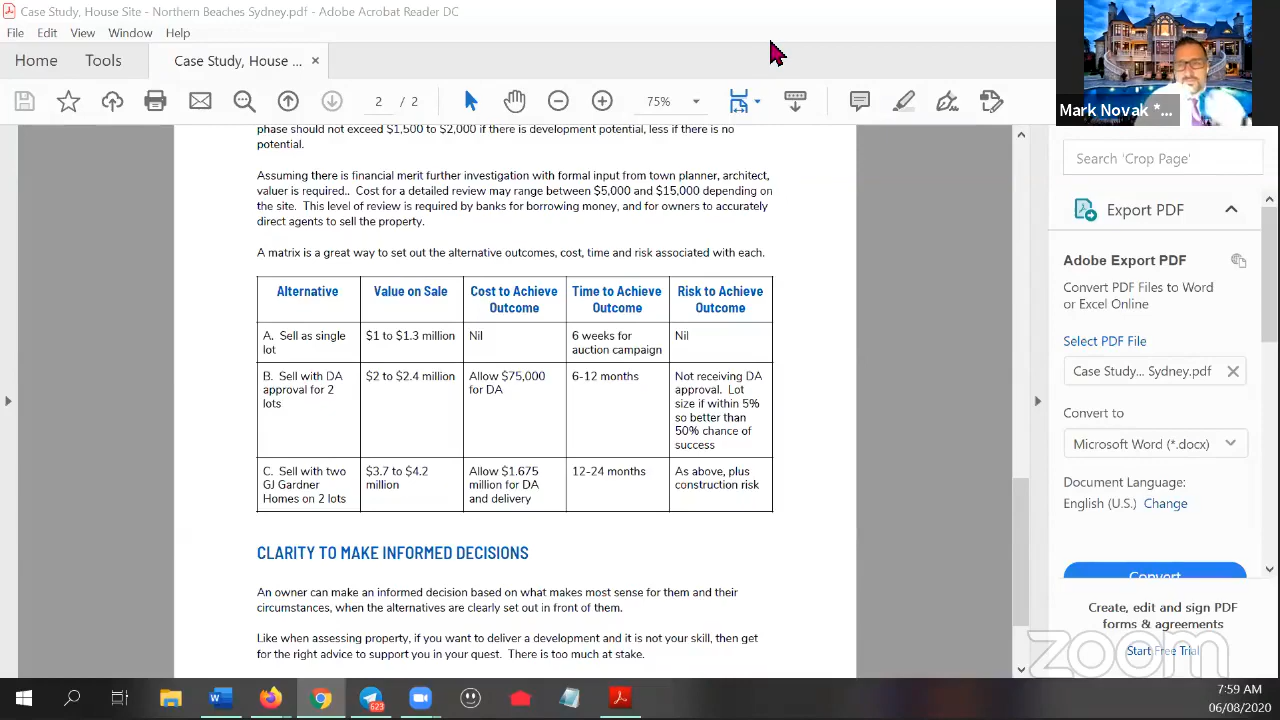 Case Study, House Site - Northern Beaches Sydney.pdf - Adobe Acrobat Reader DC
File Edit View Window Help
Home Tools Case Study, House ... ×
2 / 2 75%
Mark Novak *...
phase should not exceed $1,500 to $2,000 if there is development potential, less if there is no
potential.
Assuming there is financial merit further investigation with formal input from town planner, architect,
valuer is required.. Cost for a detailed review may range between $5,000 and $15,000 depending on
the site. This level of review is required by banks for borrowing money, and for owners to accurately
direct agents to sell the property.
A matrix is a great way to set out the alternative outcomes, cost, time and risk associated with each.
Alternative
Value on Sale
Cost to Achieve
Outcome
Time to Achieve
Outcome
Risk to Achieve
Outcome
A. Sell as single
lot
$1 to $1.3 million
Nil
6 weeks for
auction campaign
Nil
B. Sell with DA
approval for 2
lots
$2 to $2.4 million
Allow $75,000
for DA
6-12 months
Not receiving DA
approval. Lot
size if within 5%
so better than
50% chance of
success
C. Sell with two
GJ Gardner
Homes on 2 lots
$3.7 to $4.2
million
Allow $1.675
million for DA
and delivery
12-24 months
As above, plus
construction risk
CLARITY TO MAKE INFORMED DECISIONS
An owner can make an informed decision based on what makes most sense for them and their
circumstances, when the alternatives are clearly set out in front of them.
Like when assessing property, if you want to deliver a development and it is not your skill, then get
for the right advice to support you in your quest. There is too much at stake.
Search 'Crop Page'
Export PDF
Adobe Export PDF
Convert PDF Files to Word
or Excel Online
Select PDF File
Case Study... Sydney.pdf
Convert to
Microsoft Word (*.docx)
Document Language:
English (U.S.) Change
Convert
Create, edit and sign PDF
forms & agreements
Start Free Trial
zoom
623
7:59 AM
06/08/2020